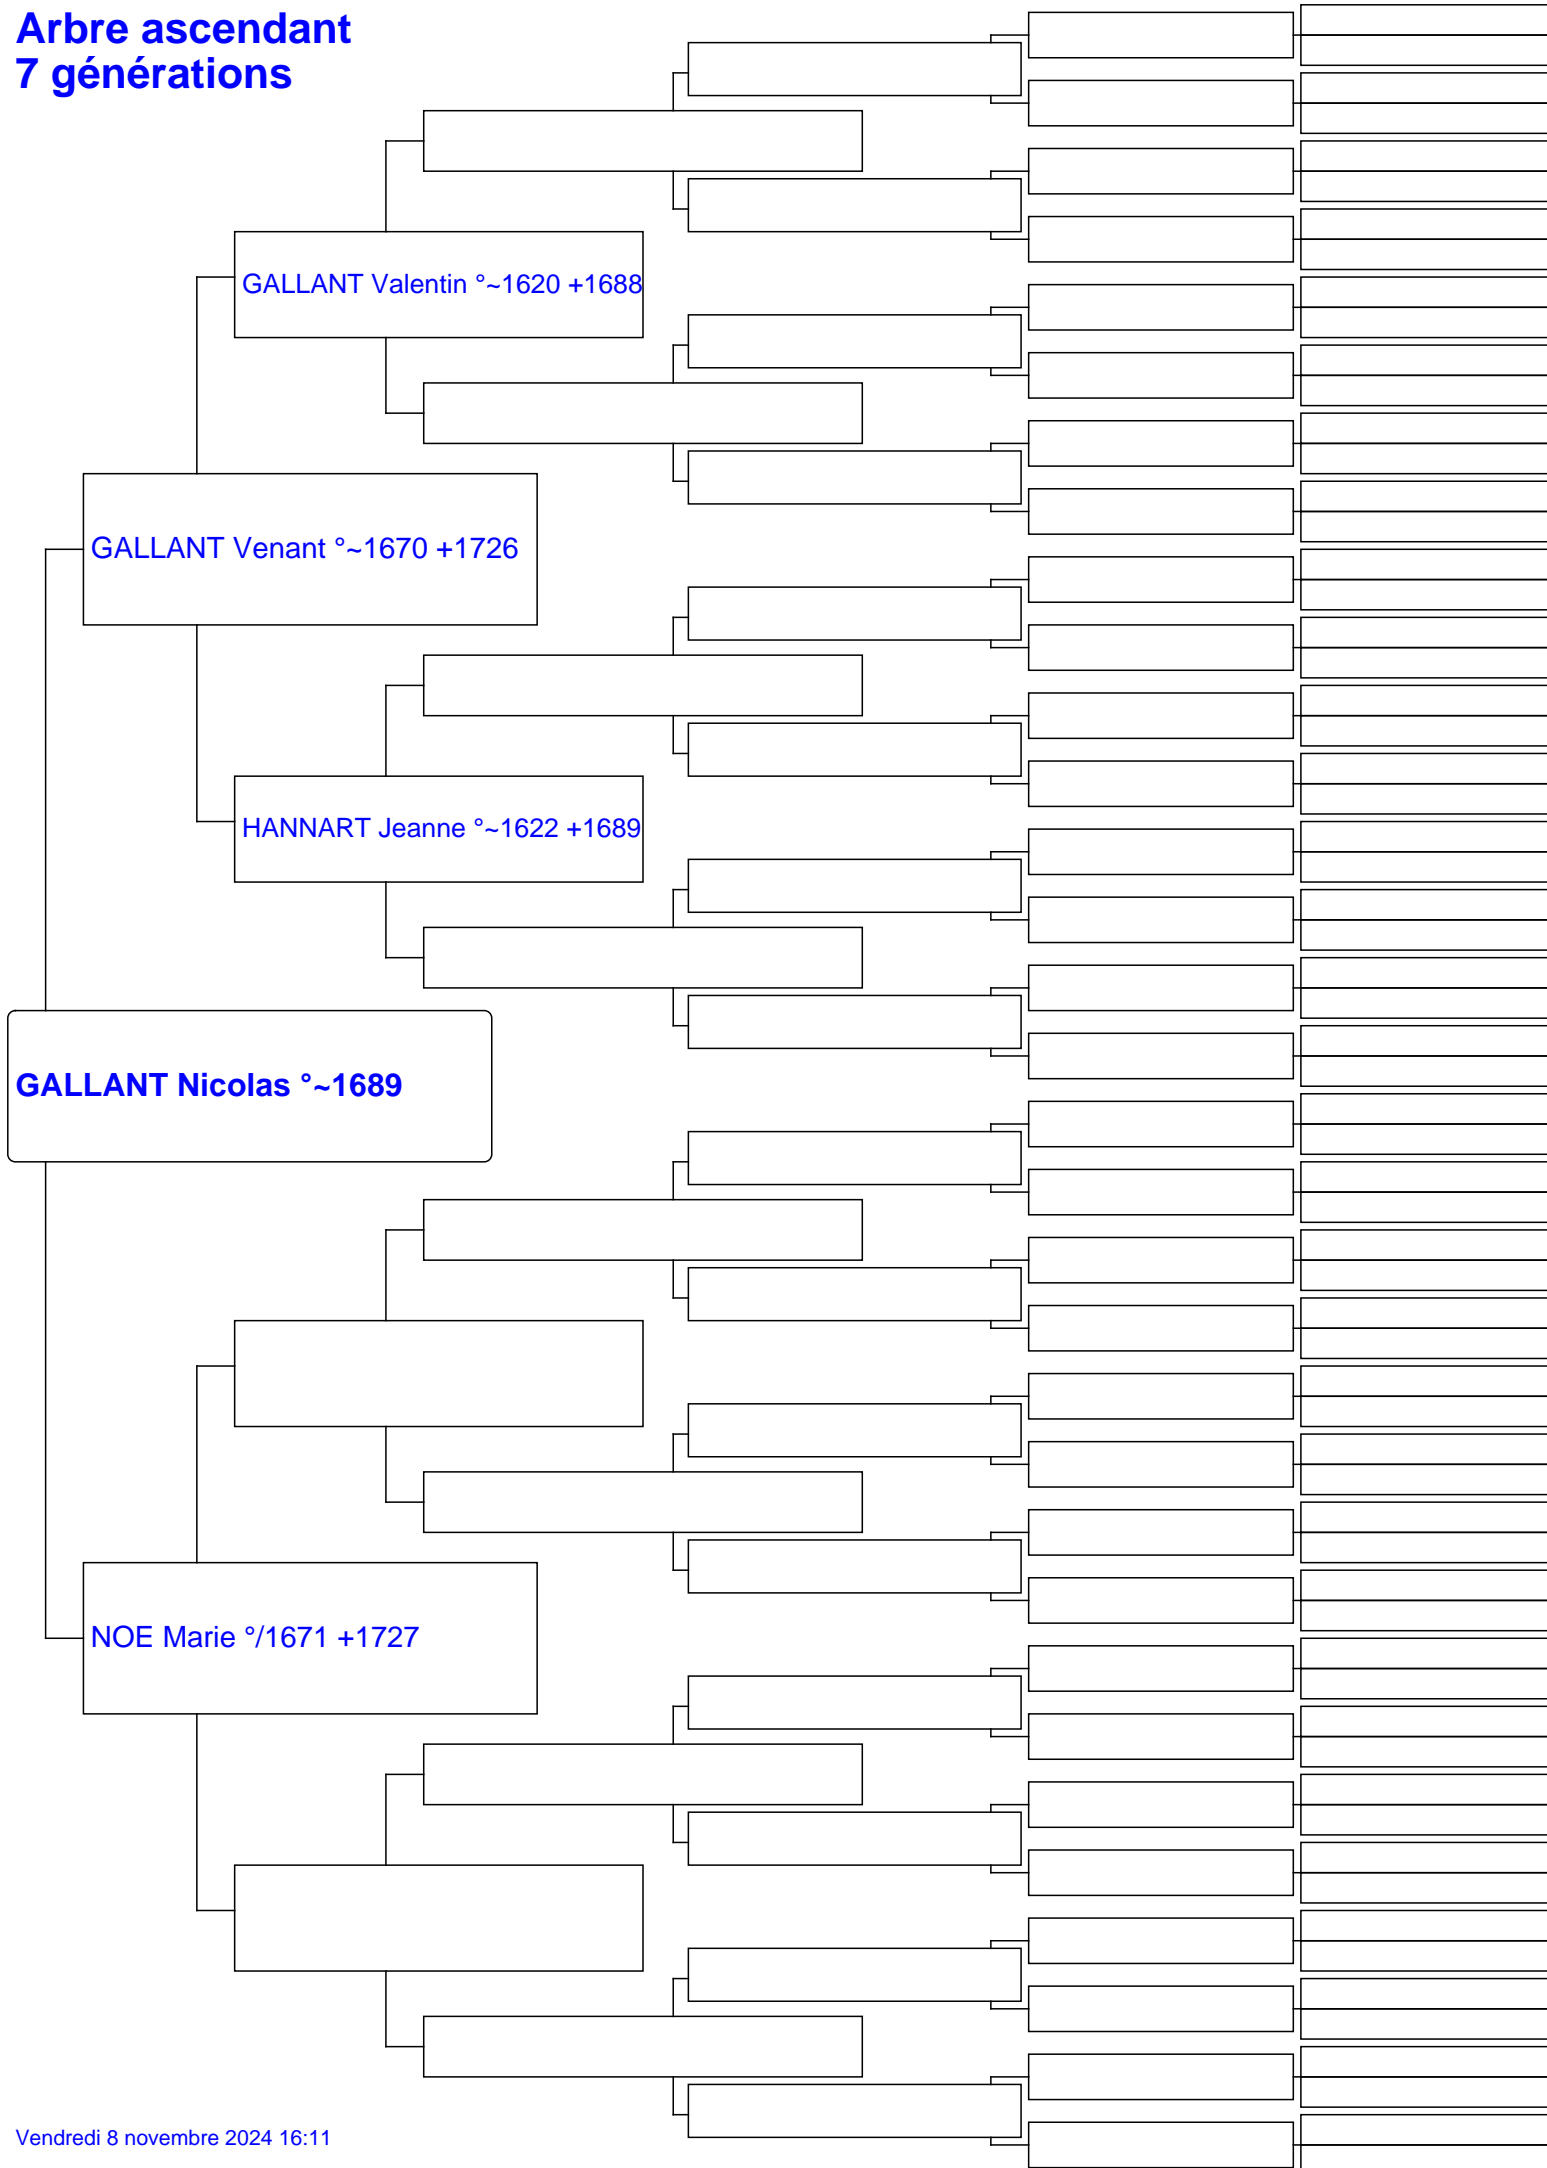 Arbre ascendant
7 générations
GALLANT Valentin °~1620 +1688
GALLANT Venant °~1670 +1726
HANNART Jeanne °~1622 +1689
GALLANT Nicolas °~1689
NOE Marie °/1671 +1727
Vendredi 8 novembre 2024 16:11